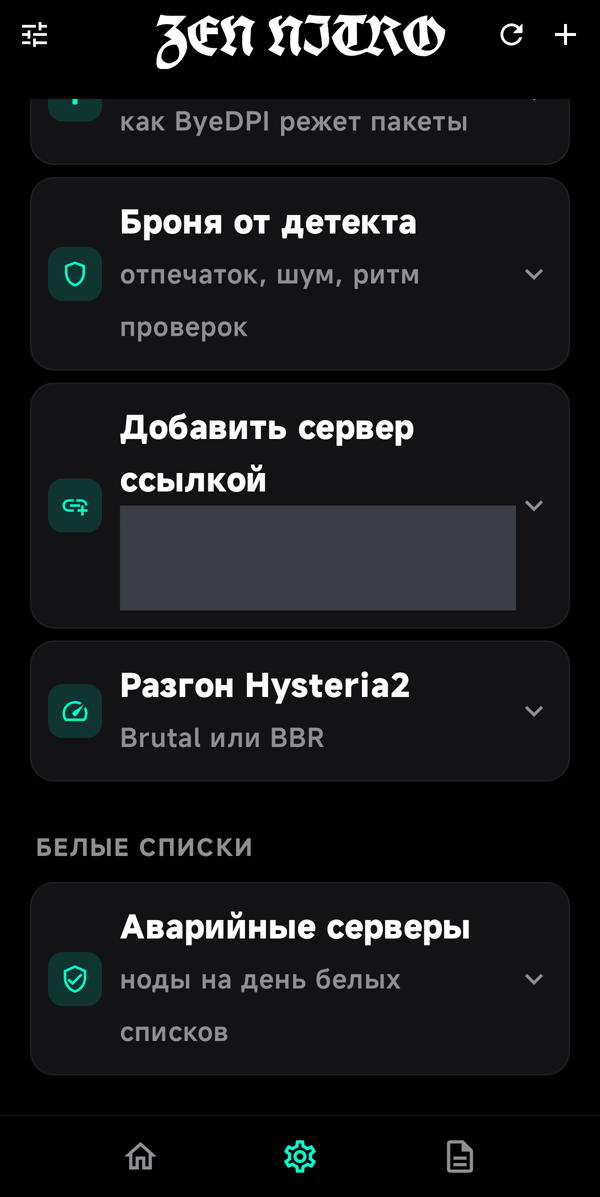 ZEN NITRO
как ByeDPI режет пакеты
Броня от детекта
отпечаток, шум, ритм
проверок
Добавить сервер
ссылкой
Разгон Hysteria2
Brutal или BBR
БЕЛЫЕ СПИСКИ
Аварийные серверы
ноды на день белых
списков